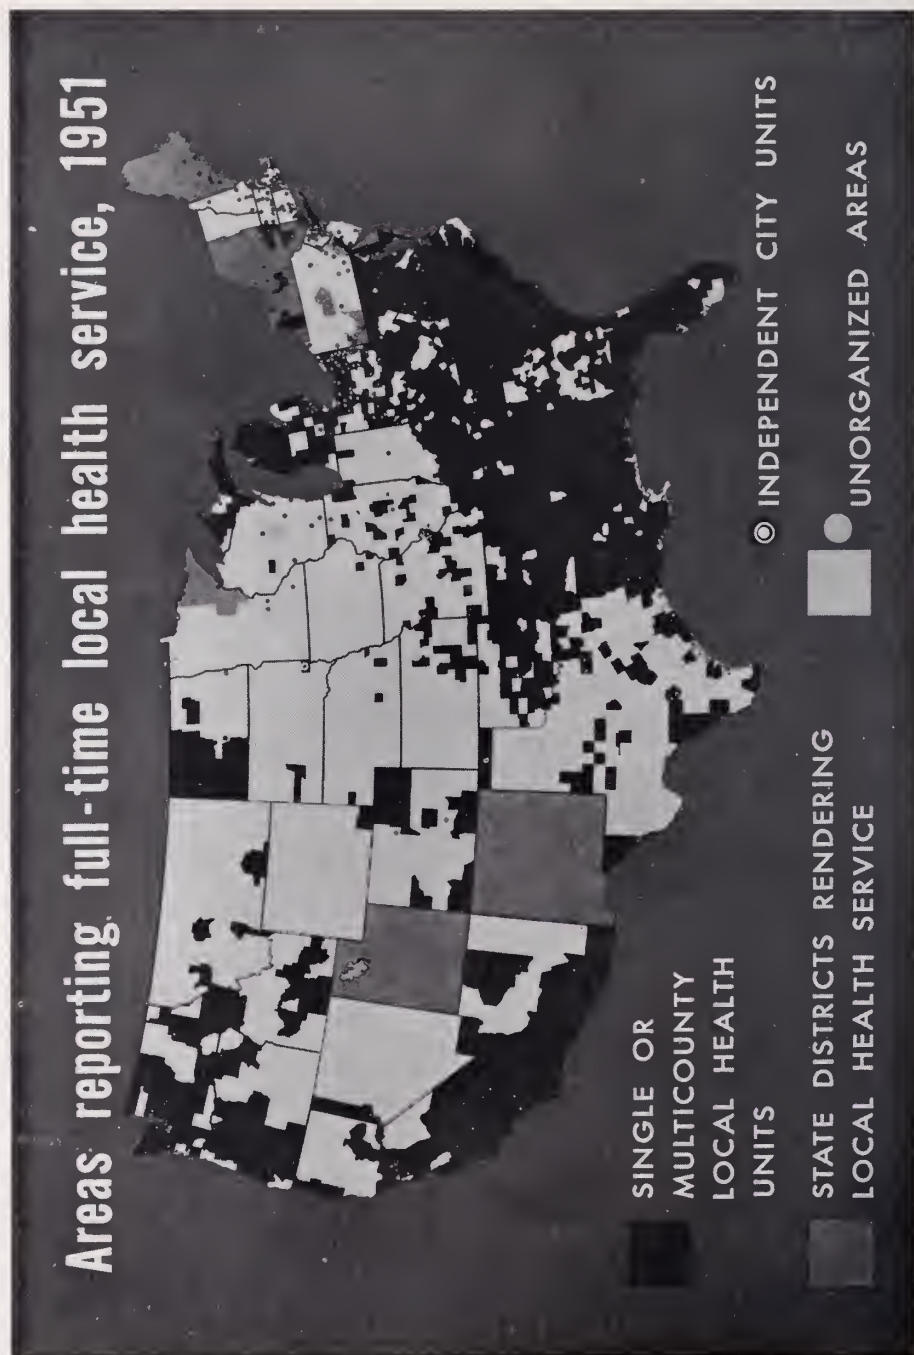 Areas reporting full-time local health service, 1951
SINGLE OR
MULTICOUNTY
LOCAL HEALTH
UNITS
INDEPENDENT CITY UNITS
STATE DISTRICTS RENDERING
LOCAL HEALTH SERVICE
UNORGANIZED AREAS